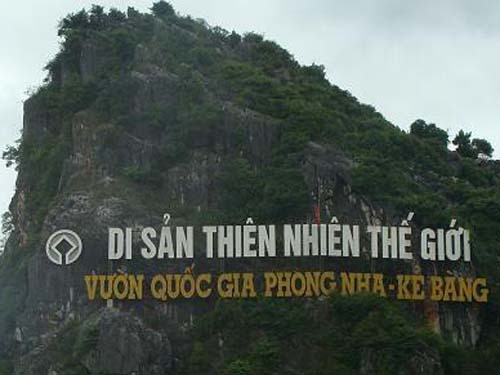 DI SẢN THIÊN NHIÊN THẾ GIỚI
VƯỜN QUỐC GIA PHONG NHA - KẺ BÀNG